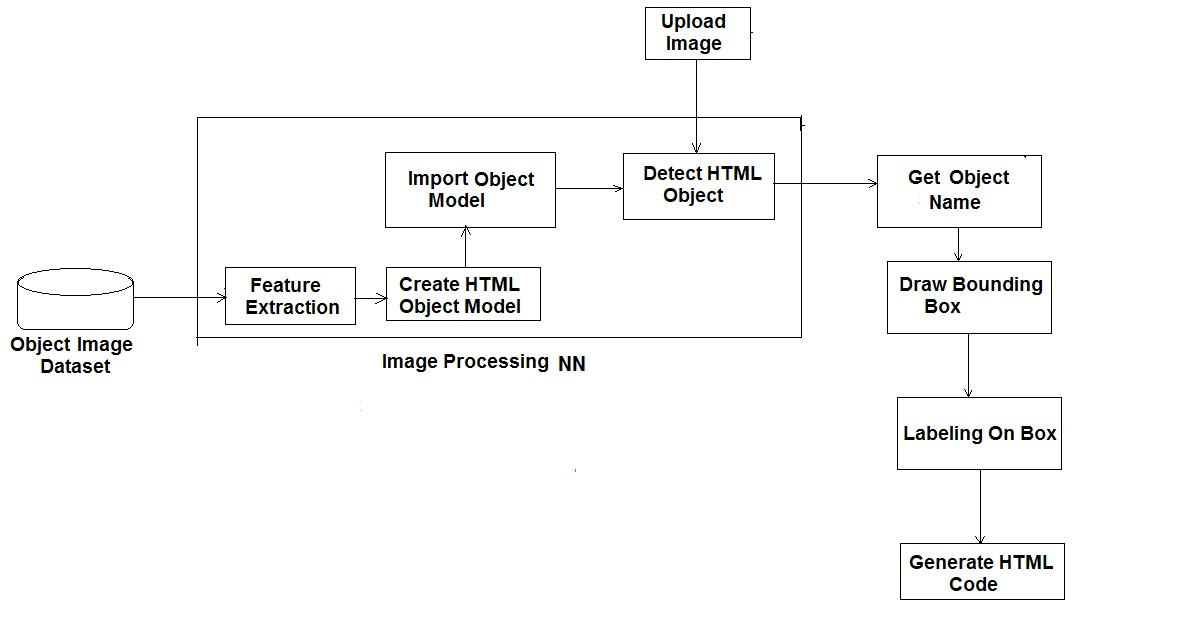 Upload
Image
Import Object
Model
Detect HTML
Object
Get Object
Name
Feature
Extraction
Create HTML
Object Model
Draw Bounding
Box
Object Image
Dataset
Image Processing NN
Labeling On Box
Generate HTML
Code